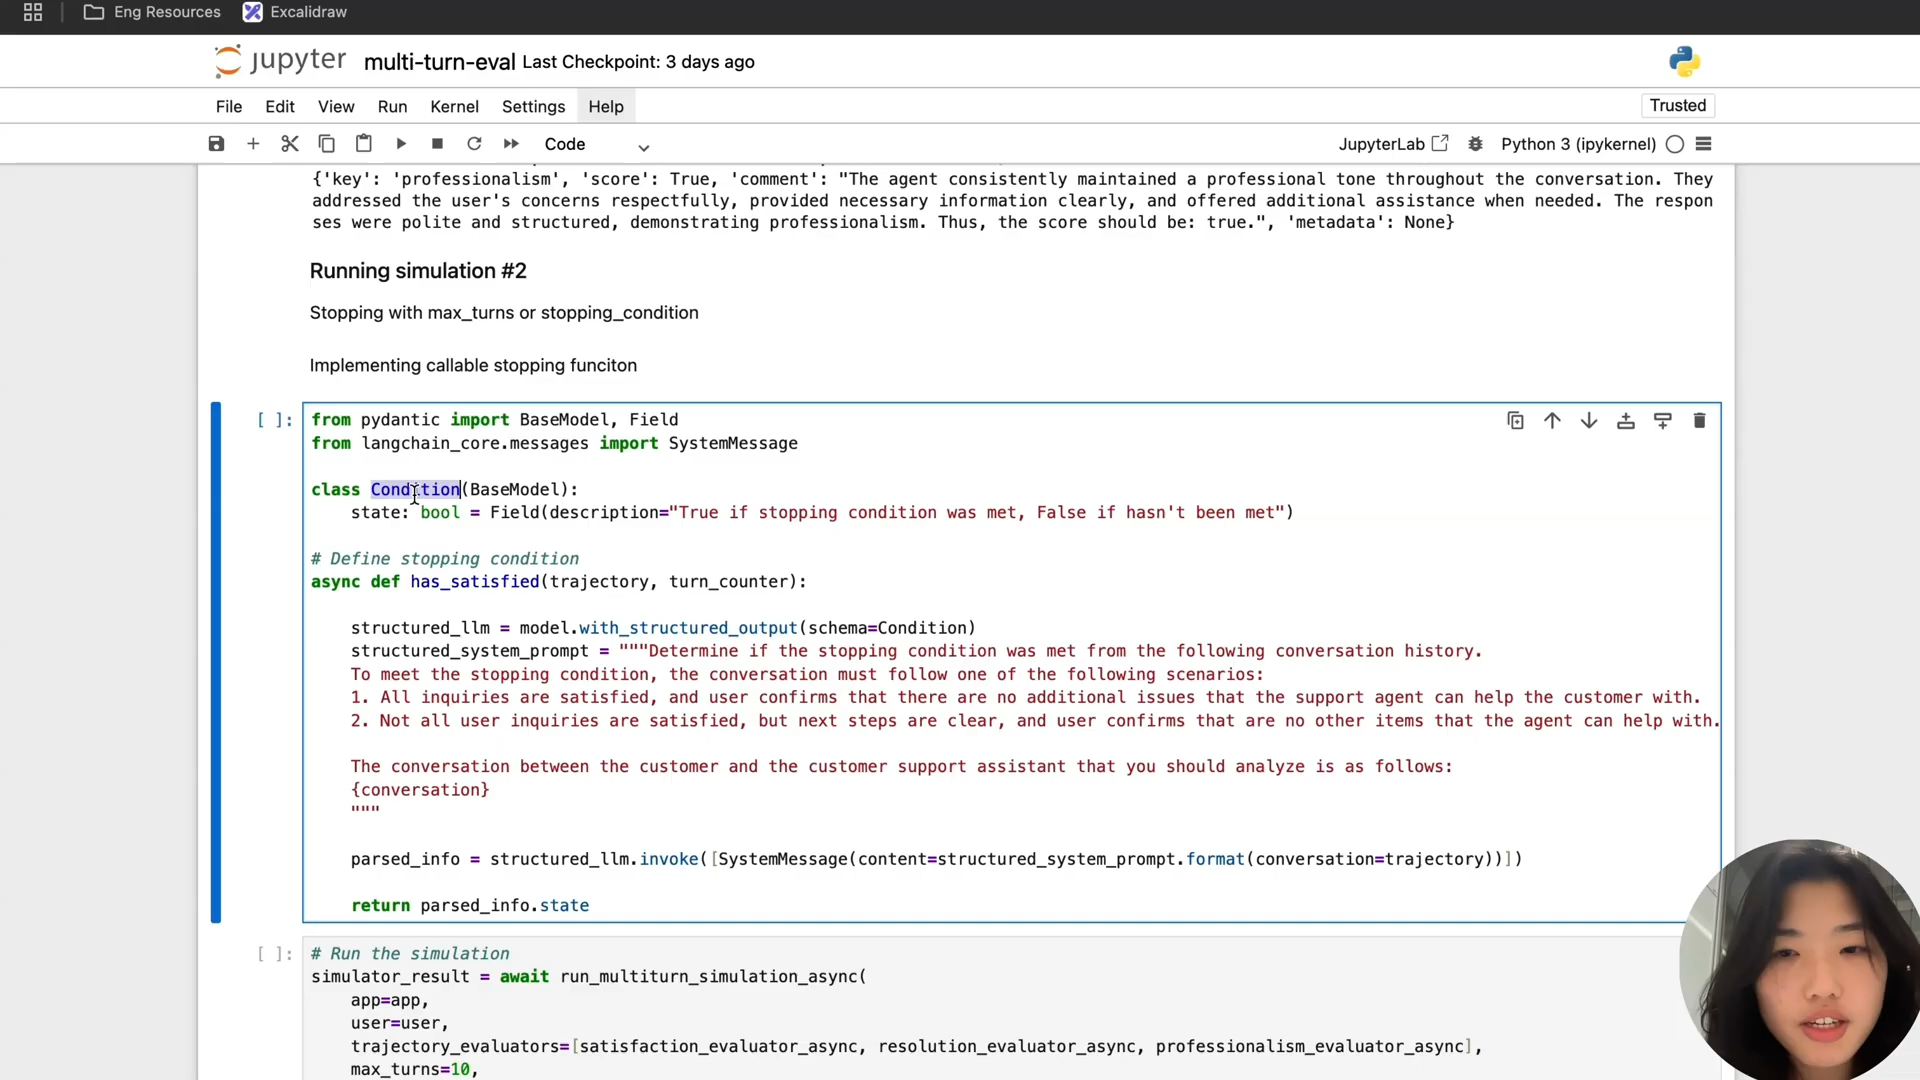 Eng Resources Excalidraw
jupyter multi-turn-eval Last Checkpoint: 3 days ago
File Edit View Run Kernel Settings Help Trusted
Code JupyterLab Python 3 (ipykernel)
{'key': 'professionalism', 'score': True, 'comment': "The agent consistently maintained a professional tone throughout the conversation. They
addressed the user's concerns respectfully, provided necessary information clearly, and offered additional assistance when needed. The respon
ses were polite and structured, demonstrating professionalism. Thus, the score should be: true.", 'metadata': None}
Running simulation #2
Stopping with max_turns or stopping_condition
Implementing callable stopping funciton
[ ]: from pydantic import BaseModel, Field
from langchain_core.messages import SystemMessage
class Condition(BaseModel):
state: bool = Field(description="True if stopping condition was met, False if hasn't been met")
# Define stopping condition
async def has_satisfied(trajectory, turn_counter):
structured_llm = model.with_structured_output(schema=Condition)
structured_system_prompt = """Determine if the stopping condition was met from the following conversation history.
To meet the stopping condition, the conversation must follow one of the following scenarios:
1. All inquiries are satisfied, and user confirms that there are no additional issues that the support agent can help the customer with.
2. Not all user inquiries are satisfied, but next steps are clear, and user confirms that are no other items that the agent can help with.
The conversation between the customer and the customer support assistant that you should analyze is as follows:
{conversation}
"""
parsed_info = structured_llm.invoke([SystemMessage(content=structured_system_prompt.format(conversation=trajectory))])
return parsed_info.state
[ ]: # Run the simulation
simulator_result = await run_multiturn_simulation_async(
app=app,
user=user,
trajectory_evaluators=[satisfaction_evaluator_async, resolution_evaluator_async, professionalism_evaluator_async],
max_turns=10,